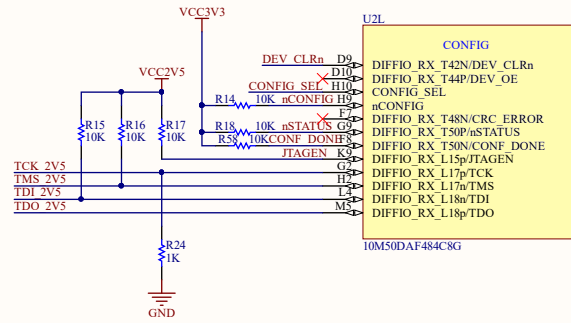 VCC3V3
U2L
CONFIG
DEV_CLRn D9 DIFFIO_RX_T42N/DEV_CLRn
D10 DIFFIO_RX_T44P/DEV_OE
VCC2V5
CONFIG_SEL H10 CONFIG_SEL
R14 10K nCONFIG H9 nCONFIG
F7 DIFFIO_RX_T48N/CRC_ERROR
R15 10K
R16 10K
R17 10K
R18 10K nSTATUS G9 DIFFIO_RX_T50P/nSTATUS
R58 10K CONF_DONE F8 DIFFIO_RX_T50N/CONF_DONE
JTAGEN K9 DIFFIO_RX_L15p/JTAGEN
TCK_2V5 G2 DIFFIO_RX_L17p/TCK
TMS_2V5 H2 DIFFIO_RX_L17n/TMS
TDI_2V5 L4 DIFFIO_RX_L18n/TDI
TDO_2V5 M5 DIFFIO_RX_L18p/TDO
R24
1K
10M50DAF484C8G
GND